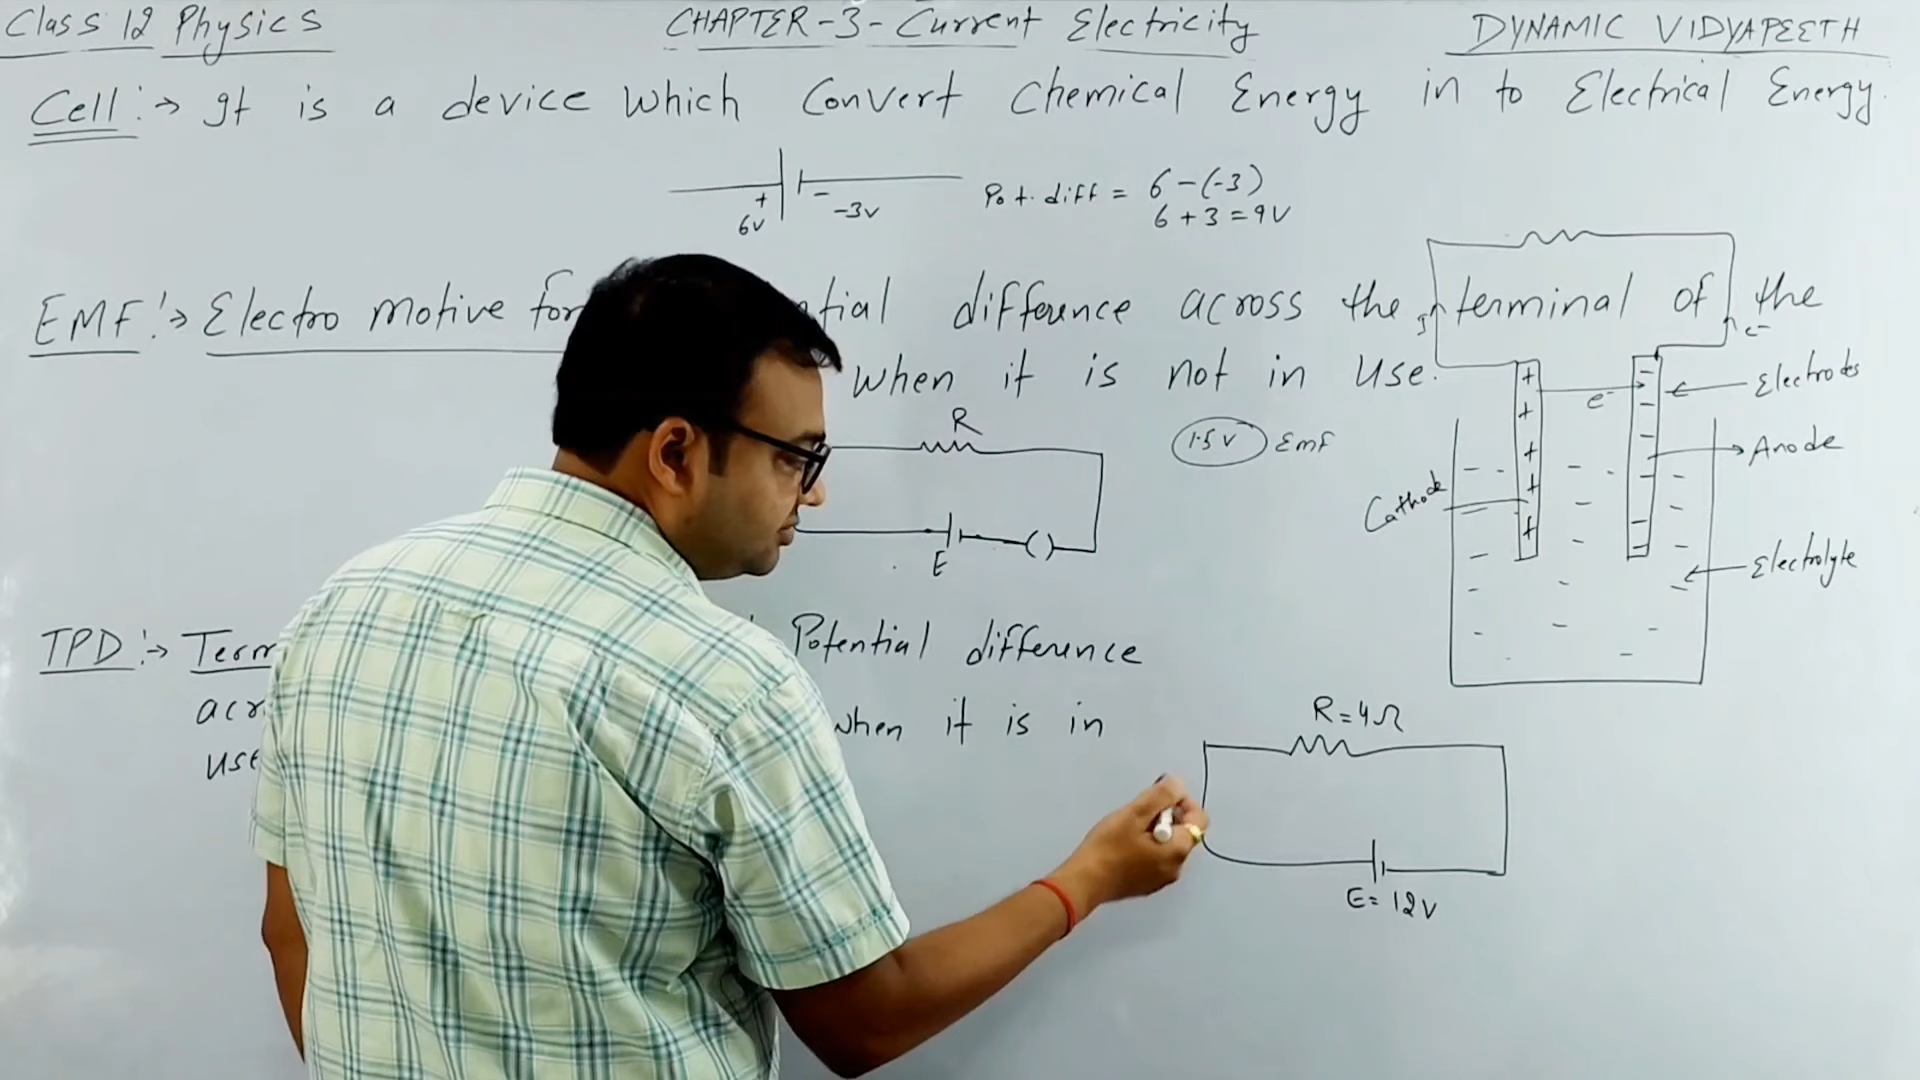 Class 12 Physics
CHAPTER-3-Current Electricity
DYNAMIC VIDYAPEETH
Cell:→ It is a device which Convert Chemical Energy in to Electrical Energy.
+ - 
6V -3V
Pot. diff = 6-(-3)
6+3=9V
EMF:→ Electro motive for ntial difference across the terminal of the
when it is not in use.
R
E
1.5V Emf
I
e-
e-
+
+
+
+
+
Electrodes
Anode
Cathode
Electrolyte
TPD:→ Term Potential difference
acr when it is in
use
R=4Ω
E=12V